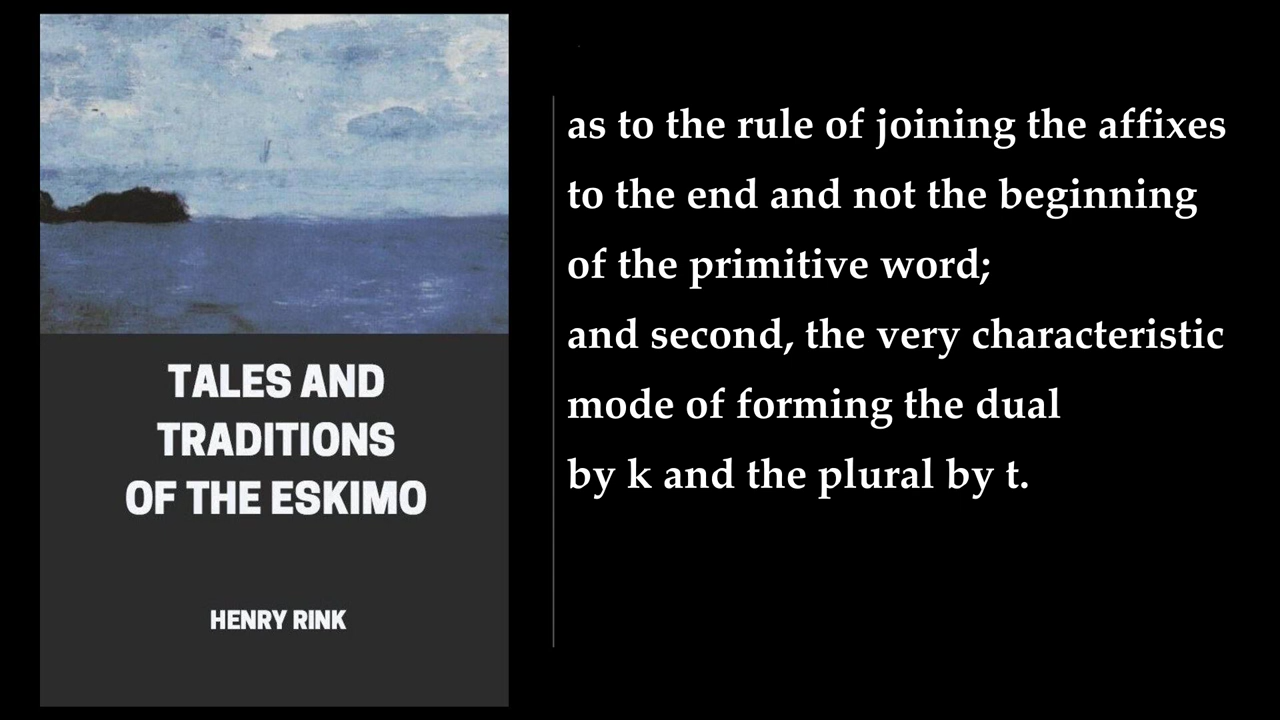 TALES AND
TRADITIONS
OF THE ESKIMO
HENRY RINK
as to the rule of joining the affixes
to the end and not the beginning
of the primitive word;
and second, the very characteristic
mode of forming the dual
by k and the plural by t.